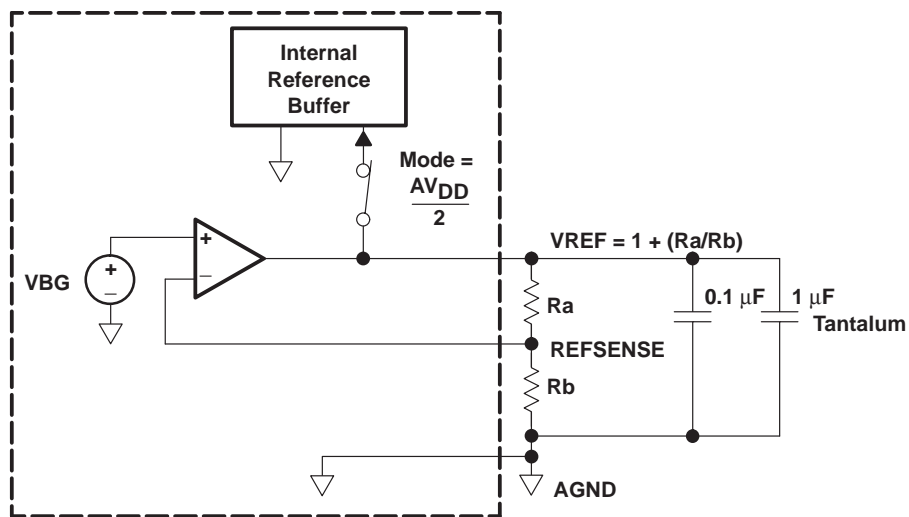 Internal
Reference
Buffer
Mode =
AVDD
2
VREF = 1 + (Ra/Rb)
+
−
VBG
+
−
Ra
0.1 μF
1 μF
Tantalum
REFSENSE
Rb
AGND